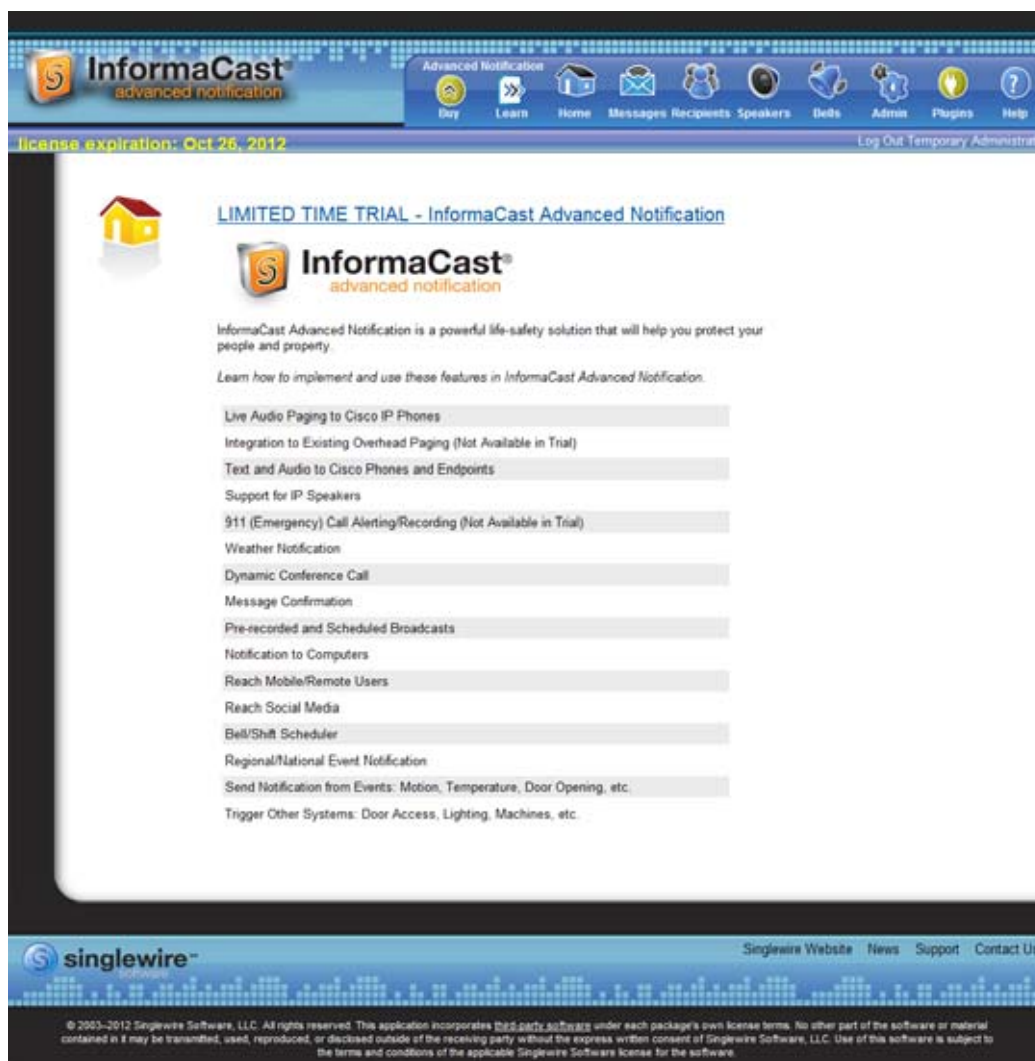 InformaCast®
advanced notification
Advanced Notification
Buy Learn Home Messages Recipients Speakers Bells Admin Plugins Help
license expiration: Oct 26, 2012
Log Out Temporary Administrat
LIMITED TIME TRIAL - InformaCast Advanced Notification
InformaCast®
advanced notification
InformaCast Advanced Notification is a powerful life-safety solution that will help you protect your
people and property.
Learn how to implement and use these features in InformaCast Advanced Notification.
Live Audio Paging to Cisco IP Phones
Integration to Existing Overhead Paging (Not Available in Trial)
Text and Audio to Cisco Phones and Endpoints
Support for IP Speakers
911 (Emergency) Call Alerting/Recording (Not Available in Trial)
Weather Notification
Dynamic Conference Call
Message Confirmation
Pre-recorded and Scheduled Broadcasts
Notification to Computers
Reach Mobile/Remote Users
Reach Social Media
Bell/Shift Scheduler
Regional/National Event Notification
Send Notification from Events: Motion, Temperature, Door Opening, etc.
Trigger Other Systems: Door Access, Lighting, Machines, etc.
singlewire™
software
Singlewire Website News Support Contact Us
© 2003–2012 Singlewire Software, LLC. All rights reserved. This application incorporates third-party software under each package's own license terms. No other part of the software or material
contained in it may be transmitted, used, reproduced, or disclosed outside of the receiving party without the express written consent of Singlewire Software, LLC. Use of this software is subject to
the terms and conditions of the applicable Singlewire Software license for the software.